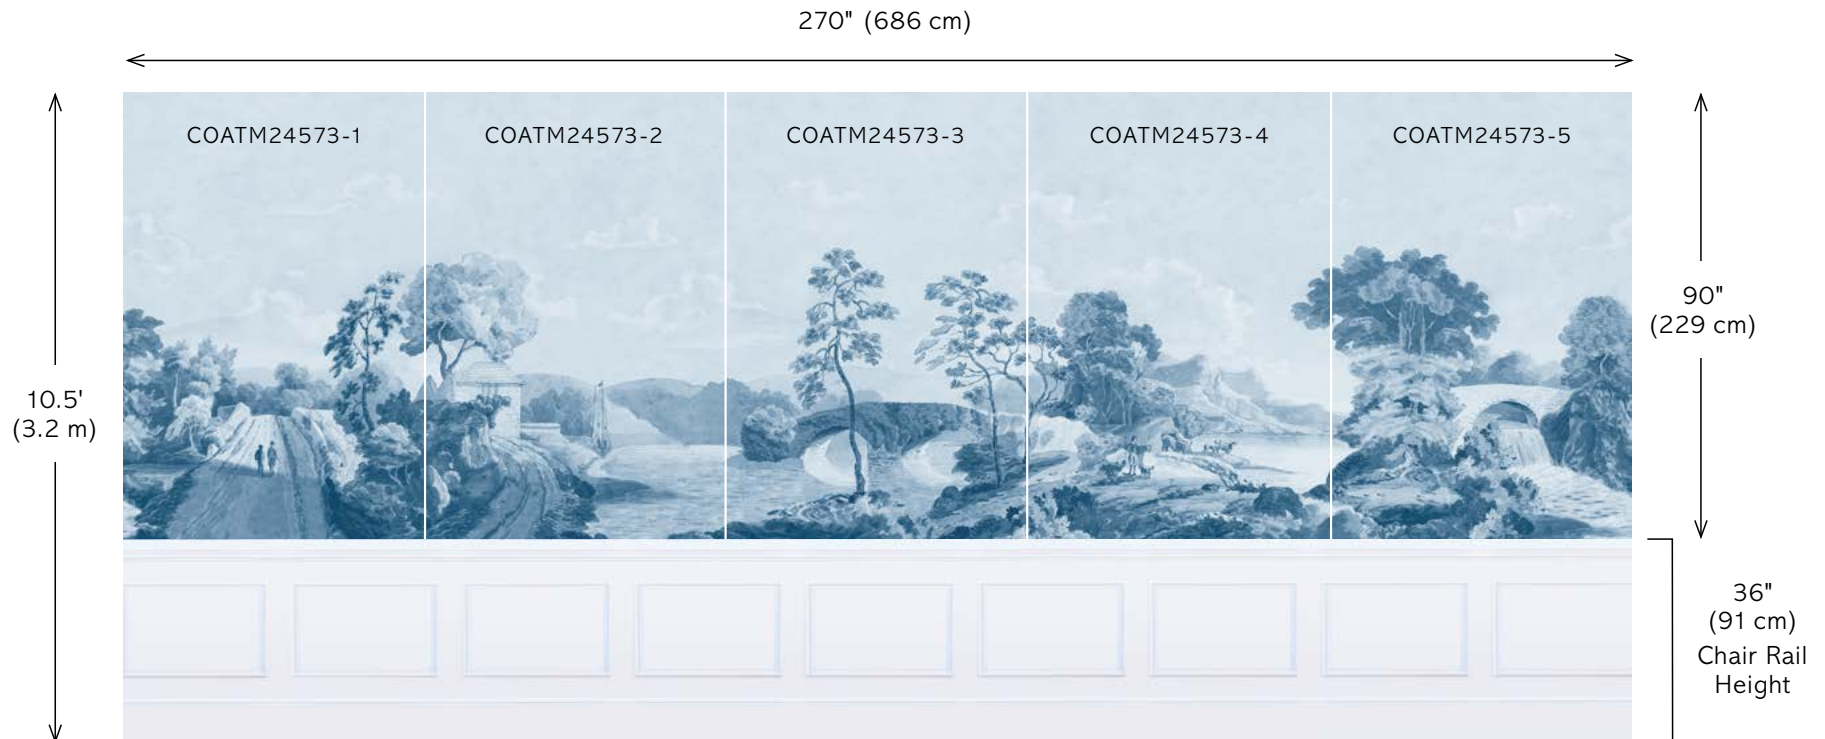 270" (686 cm)
COATM24573-1
COATM24573-2
COATM24573-3
COATM24573-4
COATM24573-5
90"
(229 cm)
10.5'
(3.2 m)
36"
(91 cm)
Chair Rail
Height